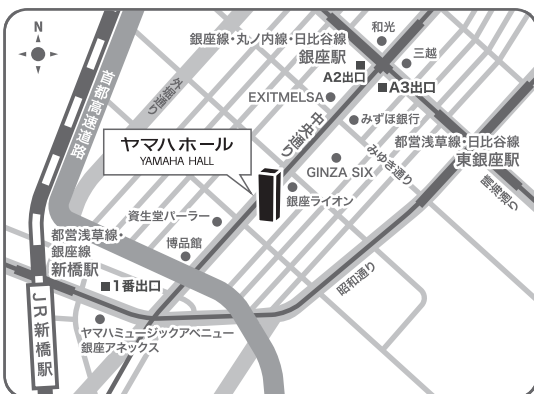 N
和光
銀座線・丸ノ内線・日比谷線
銀座駅
三越
A2出口
A3出口
EXITMELSA
外堀通り
首都高速道路
中央通り
みずほ銀行
都営浅草線・日比谷線
東銀座駅
ヤマハホール
YAMAHA HALL
みゆき通り
GINZA SIX
晴海通り
銀座ライオン
資生堂パーラー
都営浅草線・
銀座線
新橋駅
博品館
昭和通り
1番出口
JR新橋駅
ヤマハミュージックアベニュー
銀座アネックス